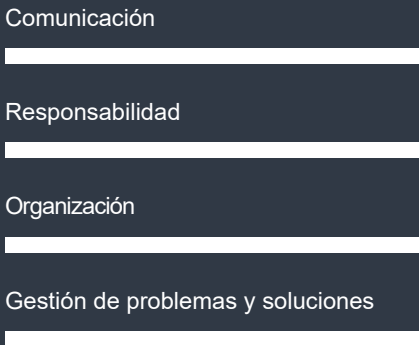 Comunicación
Responsabilidad
Organización
Gestión de problemas y soluciones